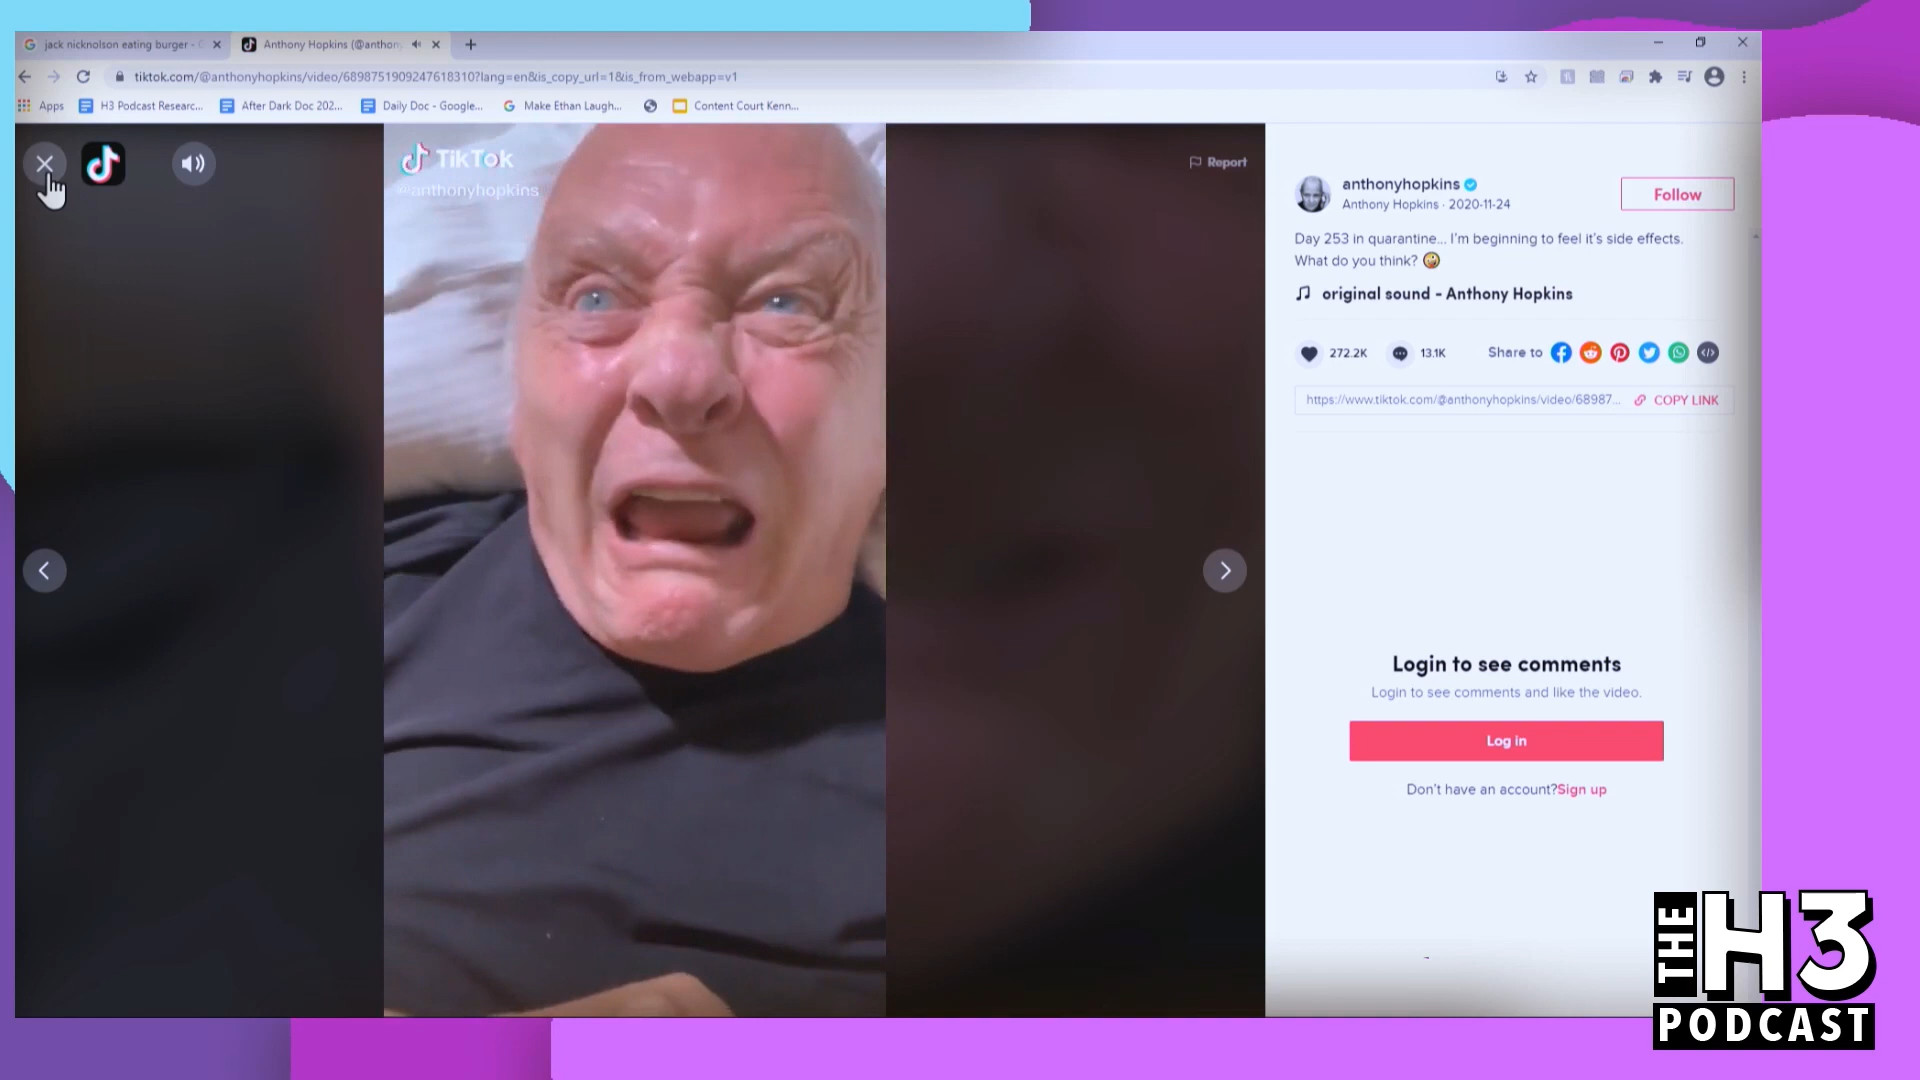 jack nicknolson eating burger - G
Anthony Hopkins (@anthon
tiktok.com/@anthonyhopkins/video/6898751909247618310?lang=en&is_copy_url=1&is_from_webapp=v1
Apps
H3 Podcast Researc...
After Dark Doc 202...
Daily Doc - Google...
Make Ethan Laugh...
Content Court Kenn...
TikTok
@anthonyhopkins
Report
anthonyhopkins
Anthony Hopkins · 2020-11-24
Follow
Day 253 in quarantine... I'm beginning to feel it's side effects.
What do you think? 🤪
original sound - Anthony Hopkins
272.2K
13.1K
Share to
https://www.tiktok.com/@anthonyhopkins/video/68987...
COPY LINK
Login to see comments
Login to see comments and like the video.
Log in
Don't have an account?Sign up
THE H3
PODCAST